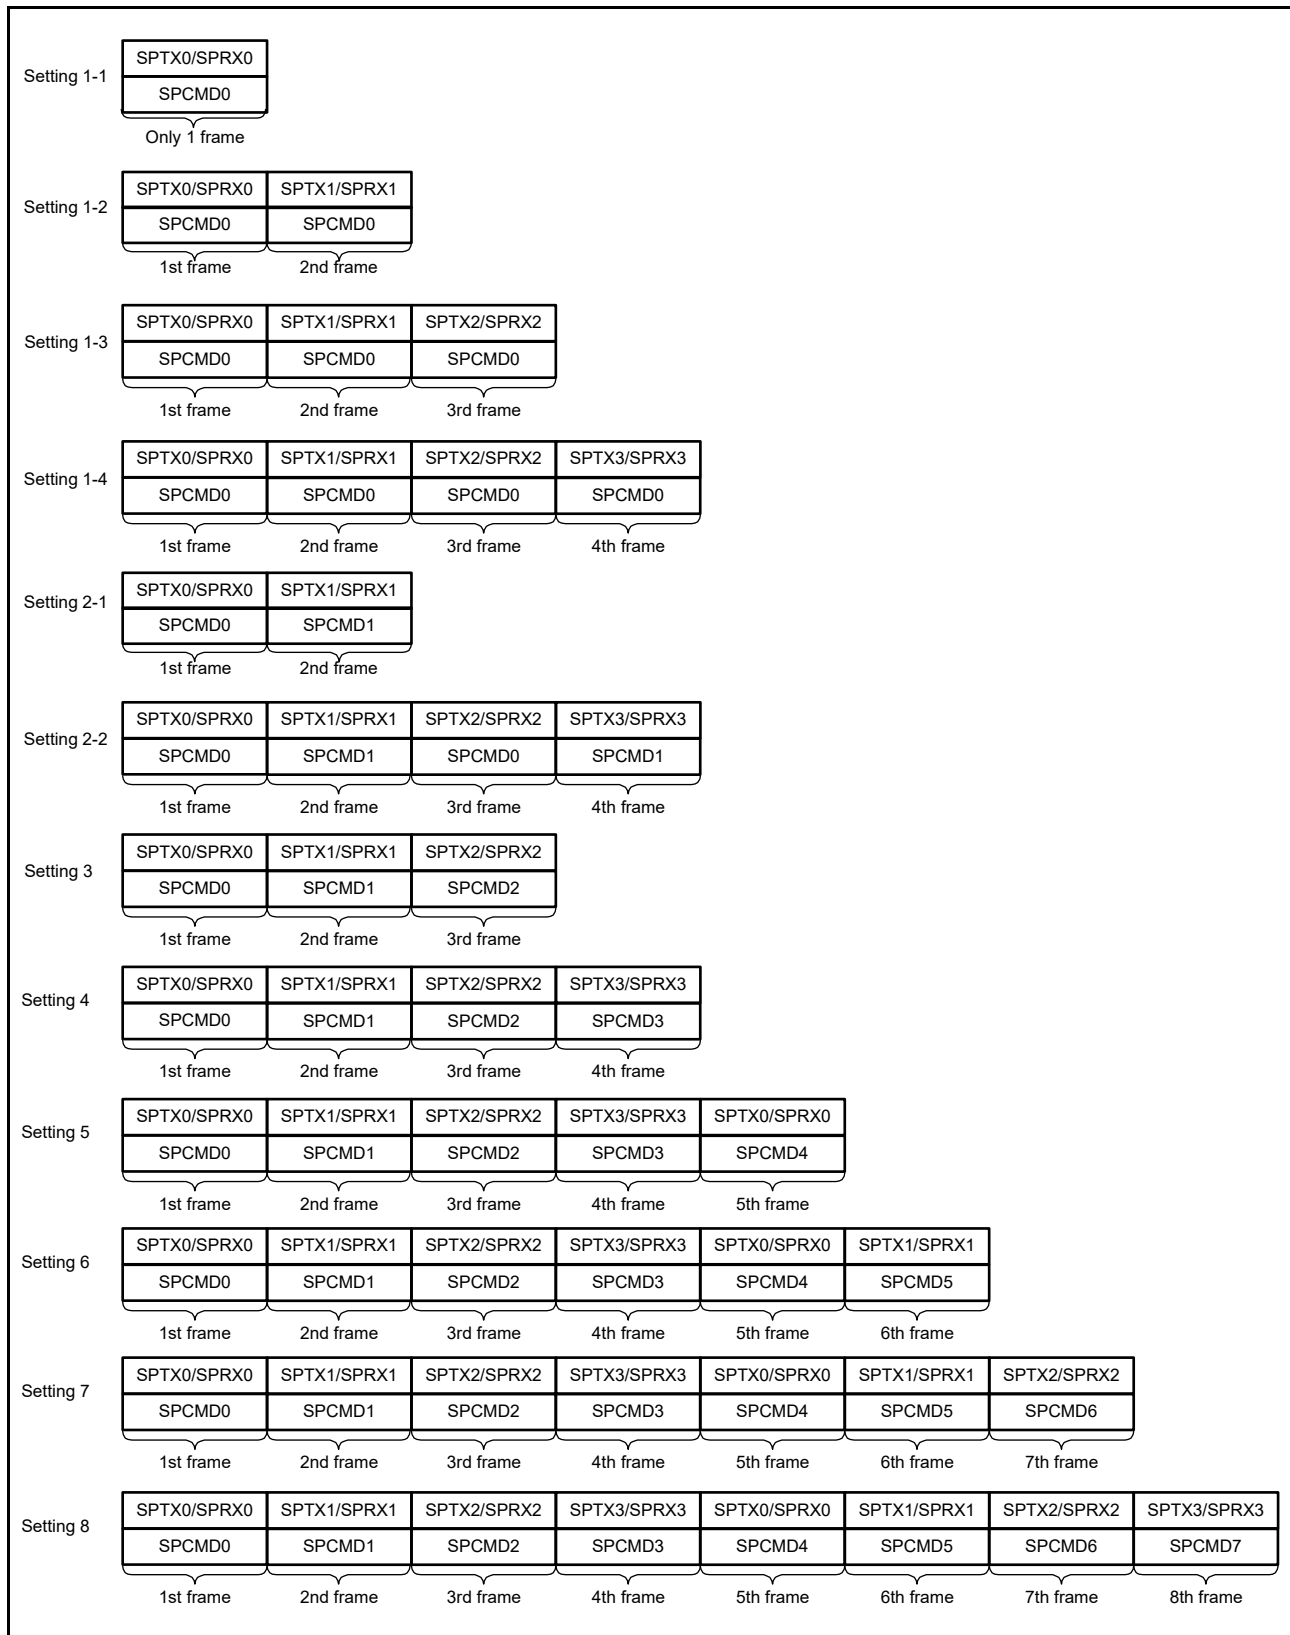 Setting 1-1
SPTX0/SPRX0
SPCMD0
Only 1 frame
Setting 1-2
SPTX0/SPRX0 SPTX1/SPRX1
SPCMD0 SPCMD0
1st frame 2nd frame
Setting 1-3
SPTX0/SPRX0 SPTX1/SPRX1 SPTX2/SPRX2
SPCMD0 SPCMD0 SPCMD0
1st frame 2nd frame 3rd frame
Setting 1-4
SPTX0/SPRX0 SPTX1/SPRX1 SPTX2/SPRX2 SPTX3/SPRX3
SPCMD0 SPCMD0 SPCMD0 SPCMD0
1st frame 2nd frame 3rd frame 4th frame
Setting 2-1
SPTX0/SPRX0 SPTX1/SPRX1
SPCMD0 SPCMD1
1st frame 2nd frame
Setting 2-2
SPTX0/SPRX0 SPTX1/SPRX1 SPTX2/SPRX2 SPTX3/SPRX3
SPCMD0 SPCMD1 SPCMD0 SPCMD1
1st frame 2nd frame 3rd frame 4th frame
Setting 3
SPTX0/SPRX0 SPTX1/SPRX1 SPTX2/SPRX2
SPCMD0 SPCMD1 SPCMD2
1st frame 2nd frame 3rd frame
Setting 4
SPTX0/SPRX0 SPTX1/SPRX1 SPTX2/SPRX2 SPTX3/SPRX3
SPCMD0 SPCMD1 SPCMD2 SPCMD3
1st frame 2nd frame 3rd frame 4th frame
Setting 5
SPTX0/SPRX0 SPTX1/SPRX1 SPTX2/SPRX2 SPTX3/SPRX3 SPTX0/SPRX0
SPCMD0 SPCMD1 SPCMD2 SPCMD3 SPCMD4
1st frame 2nd frame 3rd frame 4th frame 5th frame
Setting 6
SPTX0/SPRX0 SPTX1/SPRX1 SPTX2/SPRX2 SPTX3/SPRX3 SPTX0/SPRX0 SPTX1/SPRX1
SPCMD0 SPCMD1 SPCMD2 SPCMD3 SPCMD4 SPCMD5
1st frame 2nd frame 3rd frame 4th frame 5th frame 6th frame
Setting 7
SPTX0/SPRX0 SPTX1/SPRX1 SPTX2/SPRX2 SPTX3/SPRX3 SPTX0/SPRX0 SPTX1/SPRX1 SPTX2/SPRX2
SPCMD0 SPCMD1 SPCMD2 SPCMD3 SPCMD4 SPCMD5 SPCMD6
1st frame 2nd frame 3rd frame 4th frame 5th frame 6th frame 7th frame
Setting 8
SPTX0/SPRX0 SPTX1/SPRX1 SPTX2/SPRX2 SPTX3/SPRX3 SPTX0/SPRX0 SPTX1/SPRX1 SPTX2/SPRX2 SPTX3/SPRX3
SPCMD0 SPCMD1 SPCMD2 SPCMD3 SPCMD4 SPCMD5 SPCMD6 SPCMD7
1st frame 2nd frame 3rd frame 4th frame 5th frame 6th frame 7th frame 8th frame